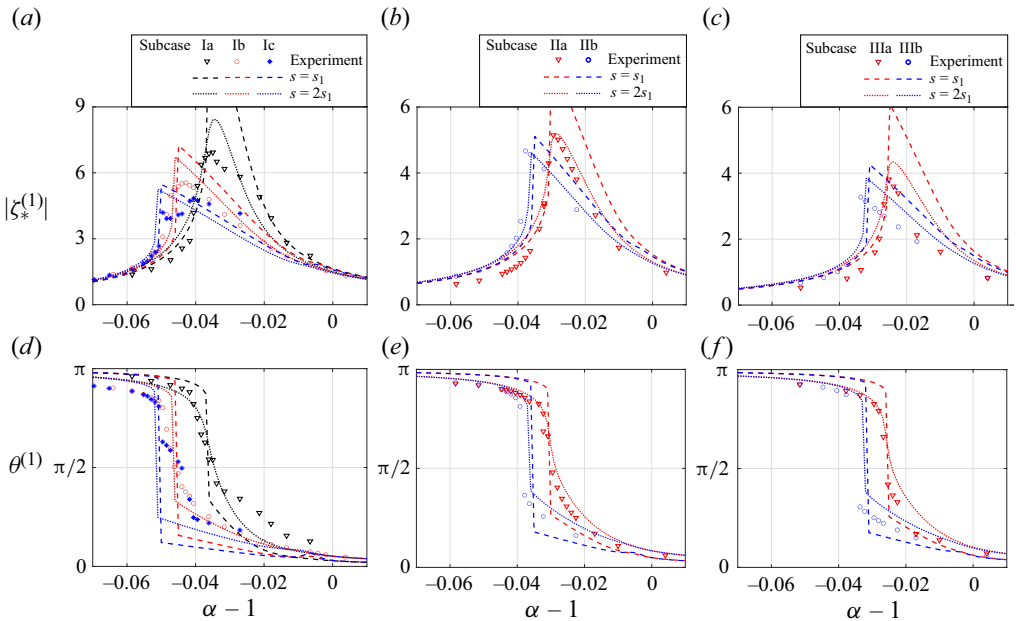 (a) (b) (c)
Subcase Ia Ib Ic
Experiment
s = s₁
s = 2s₁
Subcase IIa IIb
Experiment
s = s₁
s = 2s₁
Subcase IIIa IIIb
Experiment
s = s₁
s = 2s₁
|ζ*⁽¹⁾|
9
6
3
0
–0.06 –0.04 –0.02 0
6
4
2
0
–0.06 –0.04 –0.02 0
6
4
2
0
–0.06 –0.04 –0.02 0
(d) (e) (f)
θ⁽¹⁾
π
π/2
0
–0.06 –0.04 –0.02 0
α – 1
π
π/2
0
–0.06 –0.04 –0.02 0
α – 1
π
π/2
0
–0.06 –0.04 –0.02 0
α – 1